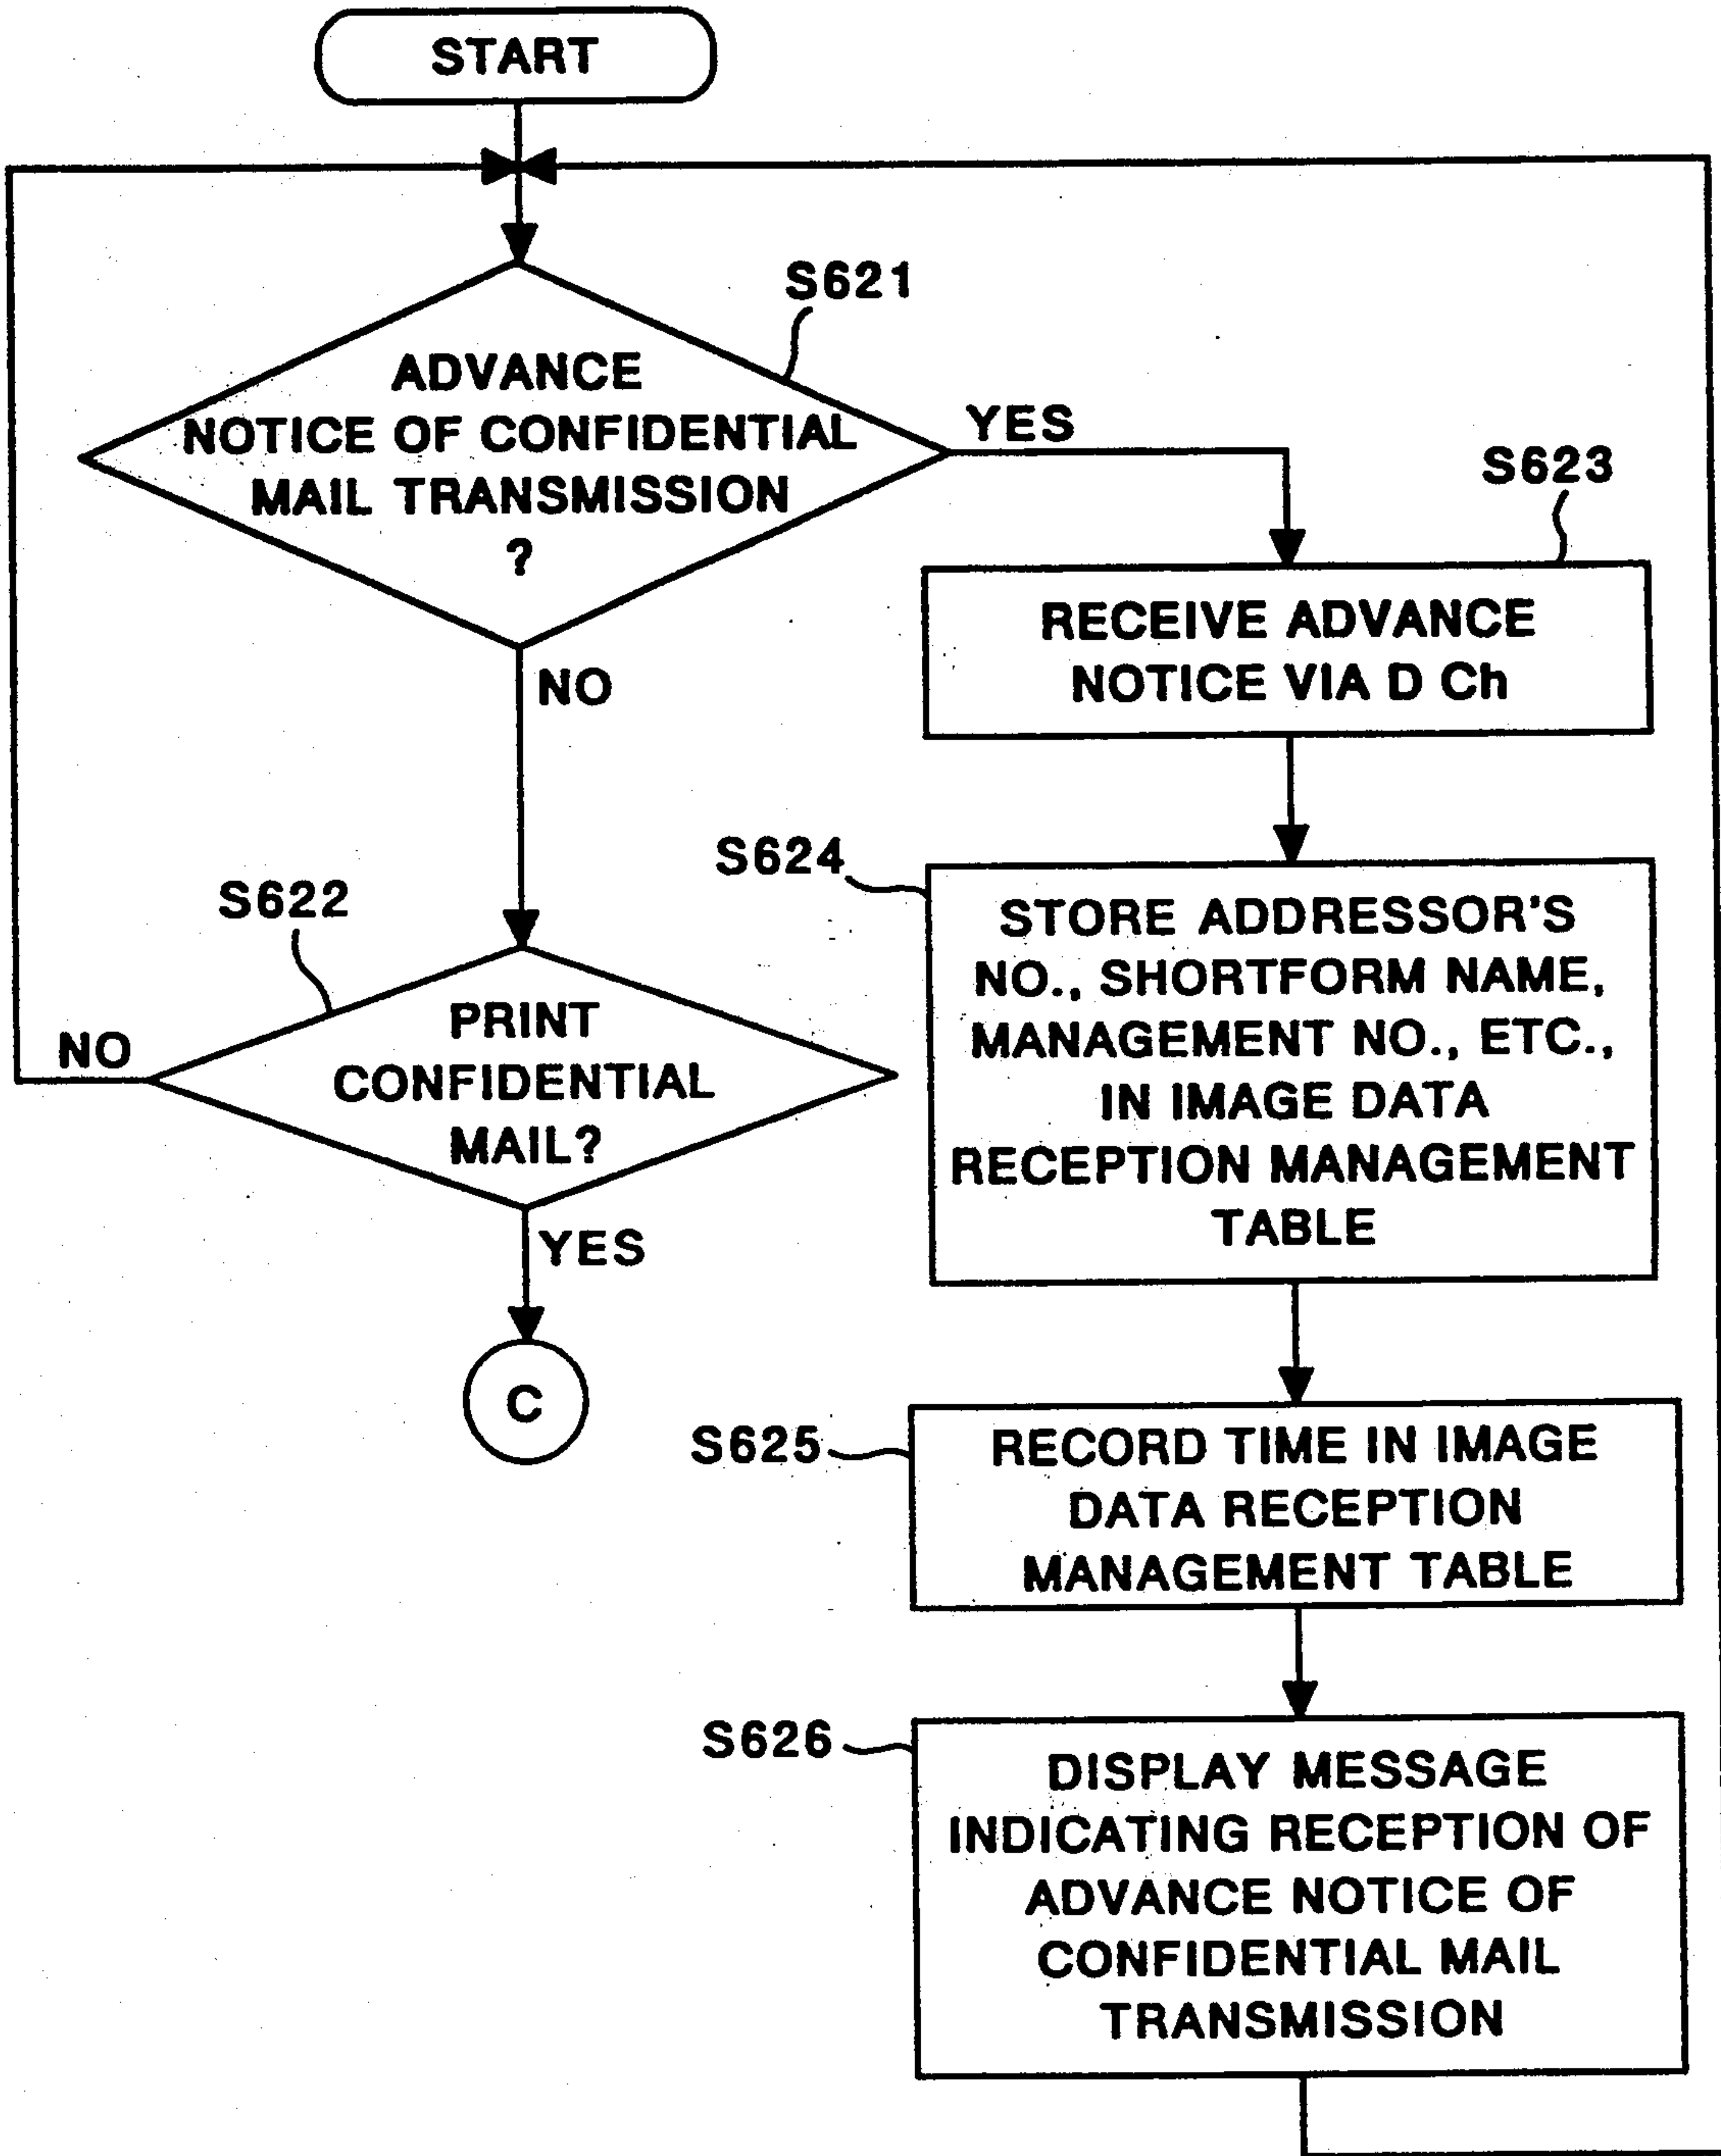 START
S621
ADVANCE
NOTICE OF CONFIDENTIAL
MAIL TRANSMISSION
?
YES
NO
S623
RECEIVE ADVANCE
NOTICE VIA D Ch
S624
STORE ADDRESSOR'S
NO., SHORTFORM NAME,
MANAGEMENT NO., ETC.,
IN IMAGE DATA
RECEPTION MANAGEMENT
TABLE
S622
PRINT
CONFIDENTIAL
MAIL?
NO
YES
C
S625
RECORD TIME IN IMAGE
DATA RECEPTION
MANAGEMENT TABLE
S626
DISPLAY MESSAGE
INDICATING RECEPTION OF
ADVANCE NOTICE OF
CONFIDENTIAL MAIL
TRANSMISSION